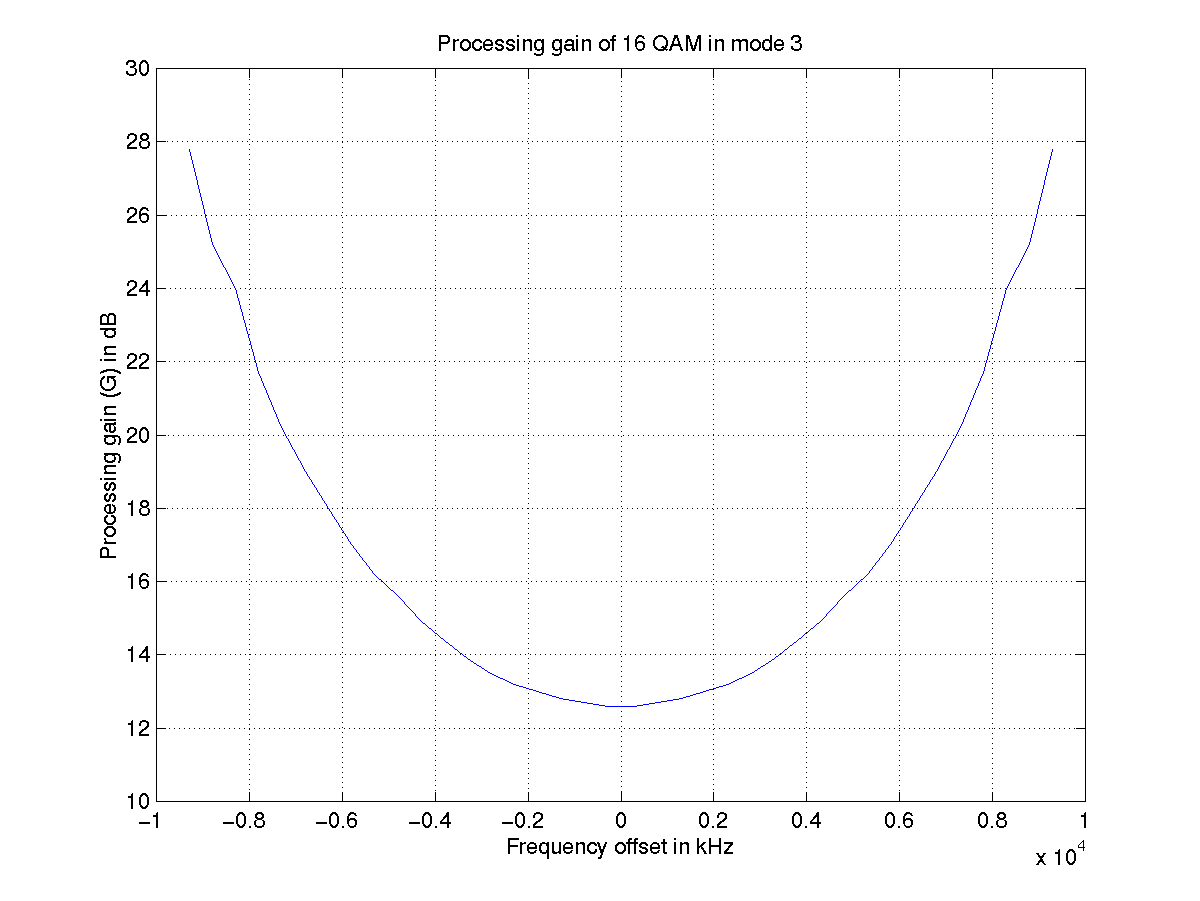 Processing gain of 16 QAM in mode 3
30
28
26
24
22
20
18
16
14
12
10
Processing gain (G) in dB
−1 −0.8 −0.6 −0.4 −0.2 0 0.2 0.4 0.6 0.8 1
Frequency offset in kHz
x 10⁴